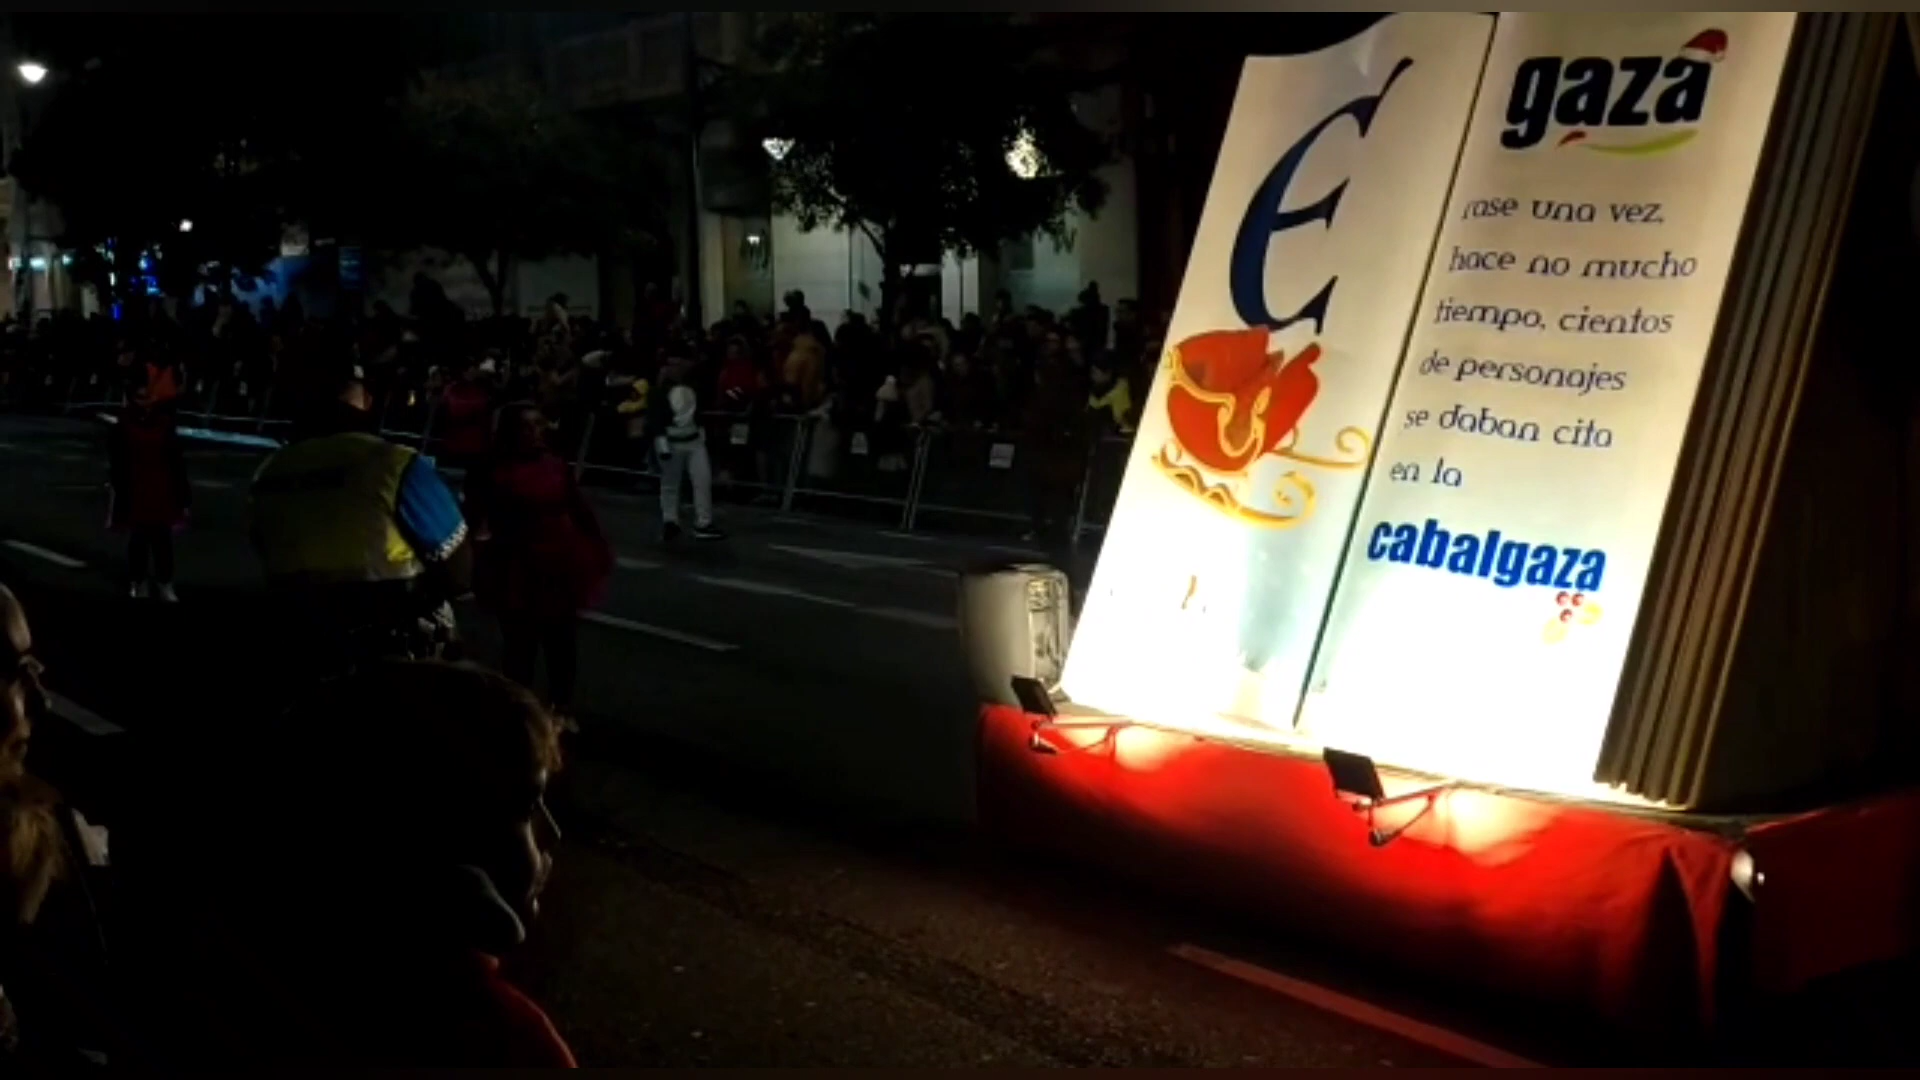 E
gaza
rase una vez,
hace no mucho
tiempo, cientos
de personajes
se daban cita
en la
cabalgaza